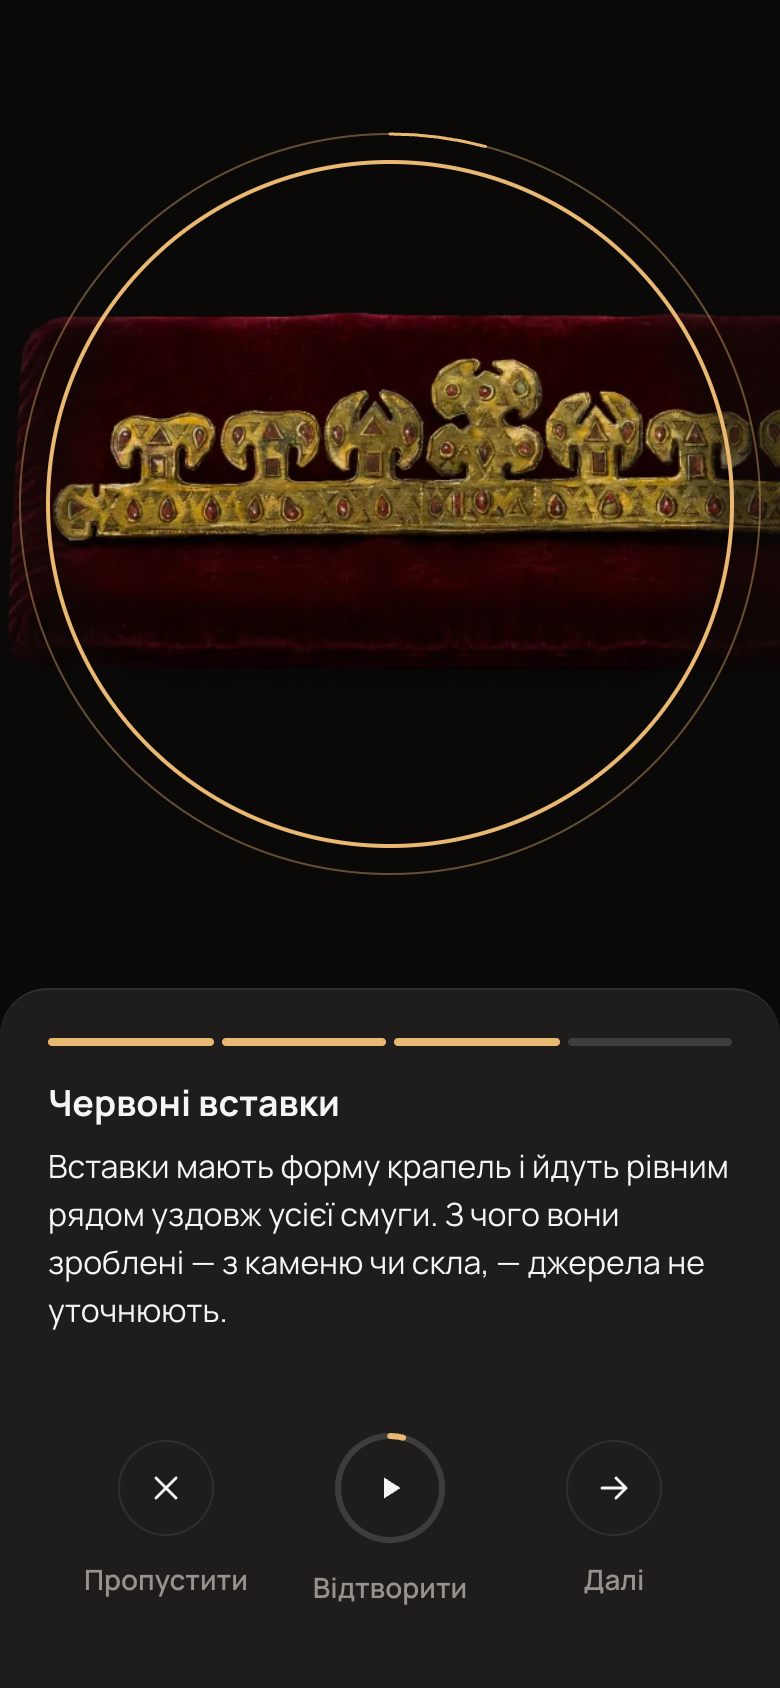 Червоні вставки
Вставки мають форму крапель і йдуть рівним
рядом уздовж усієї смуги. З чого вони
зроблені — з каменю чи скла, — джерела не
уточнюють.
Пропустити
Відтворити
Далі